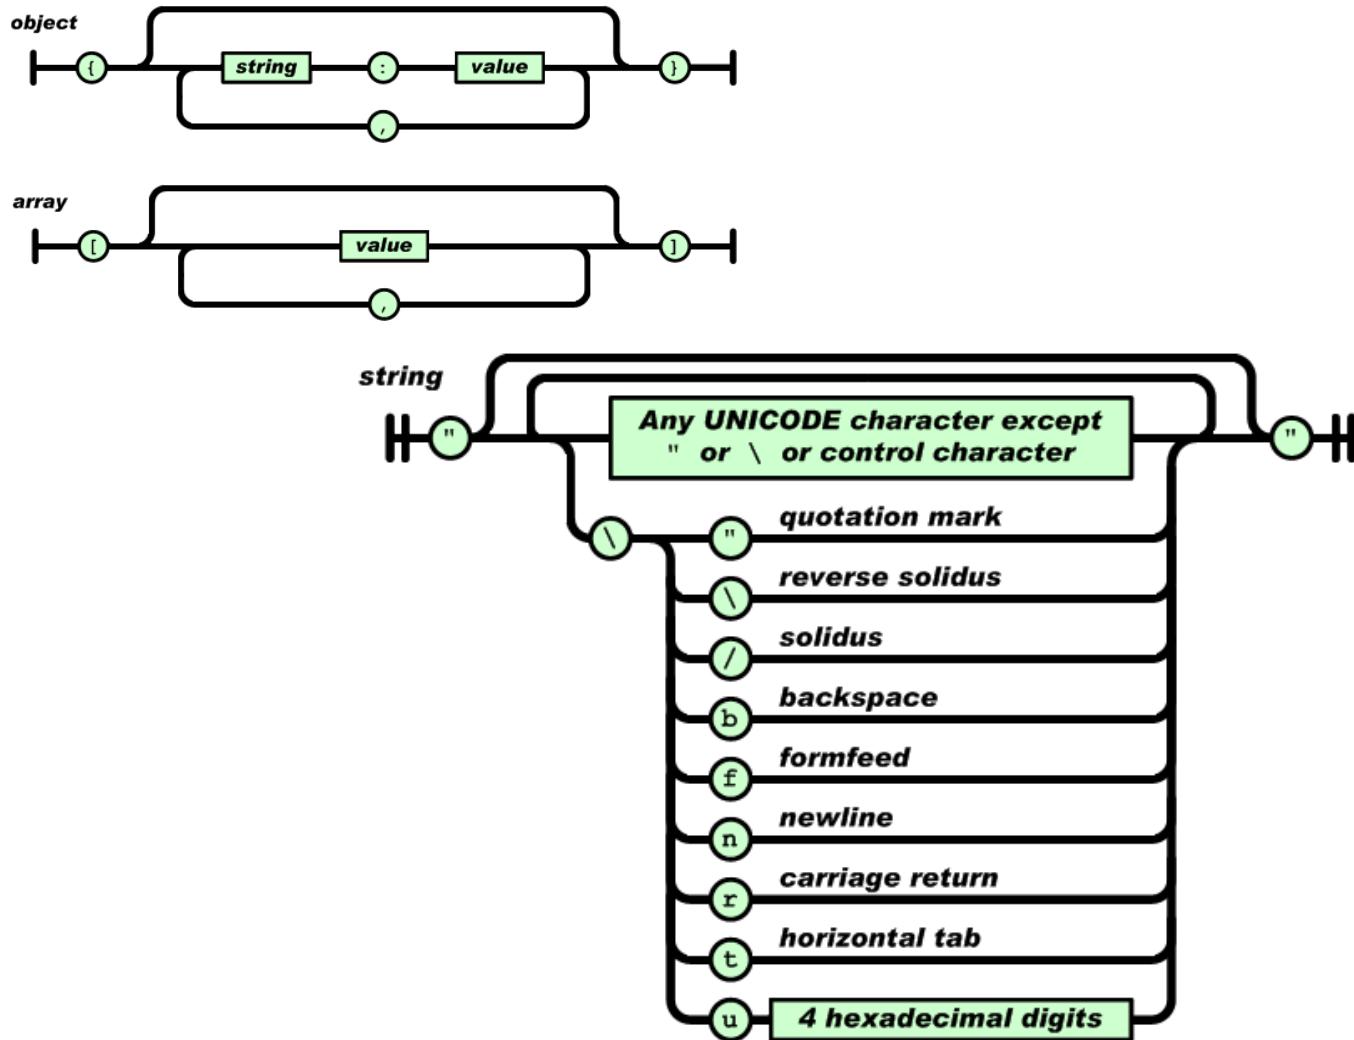 object
{ string : value }
,
array
[ value ]
,
string
" Any UNICODE character except "
" or \ or control character
quotation mark
\ "
reverse solidus
\
solidus
/
backspace
b
formfeed
f
newline
n
carriage return
r
horizontal tab
t
u 4 hexadecimal digits